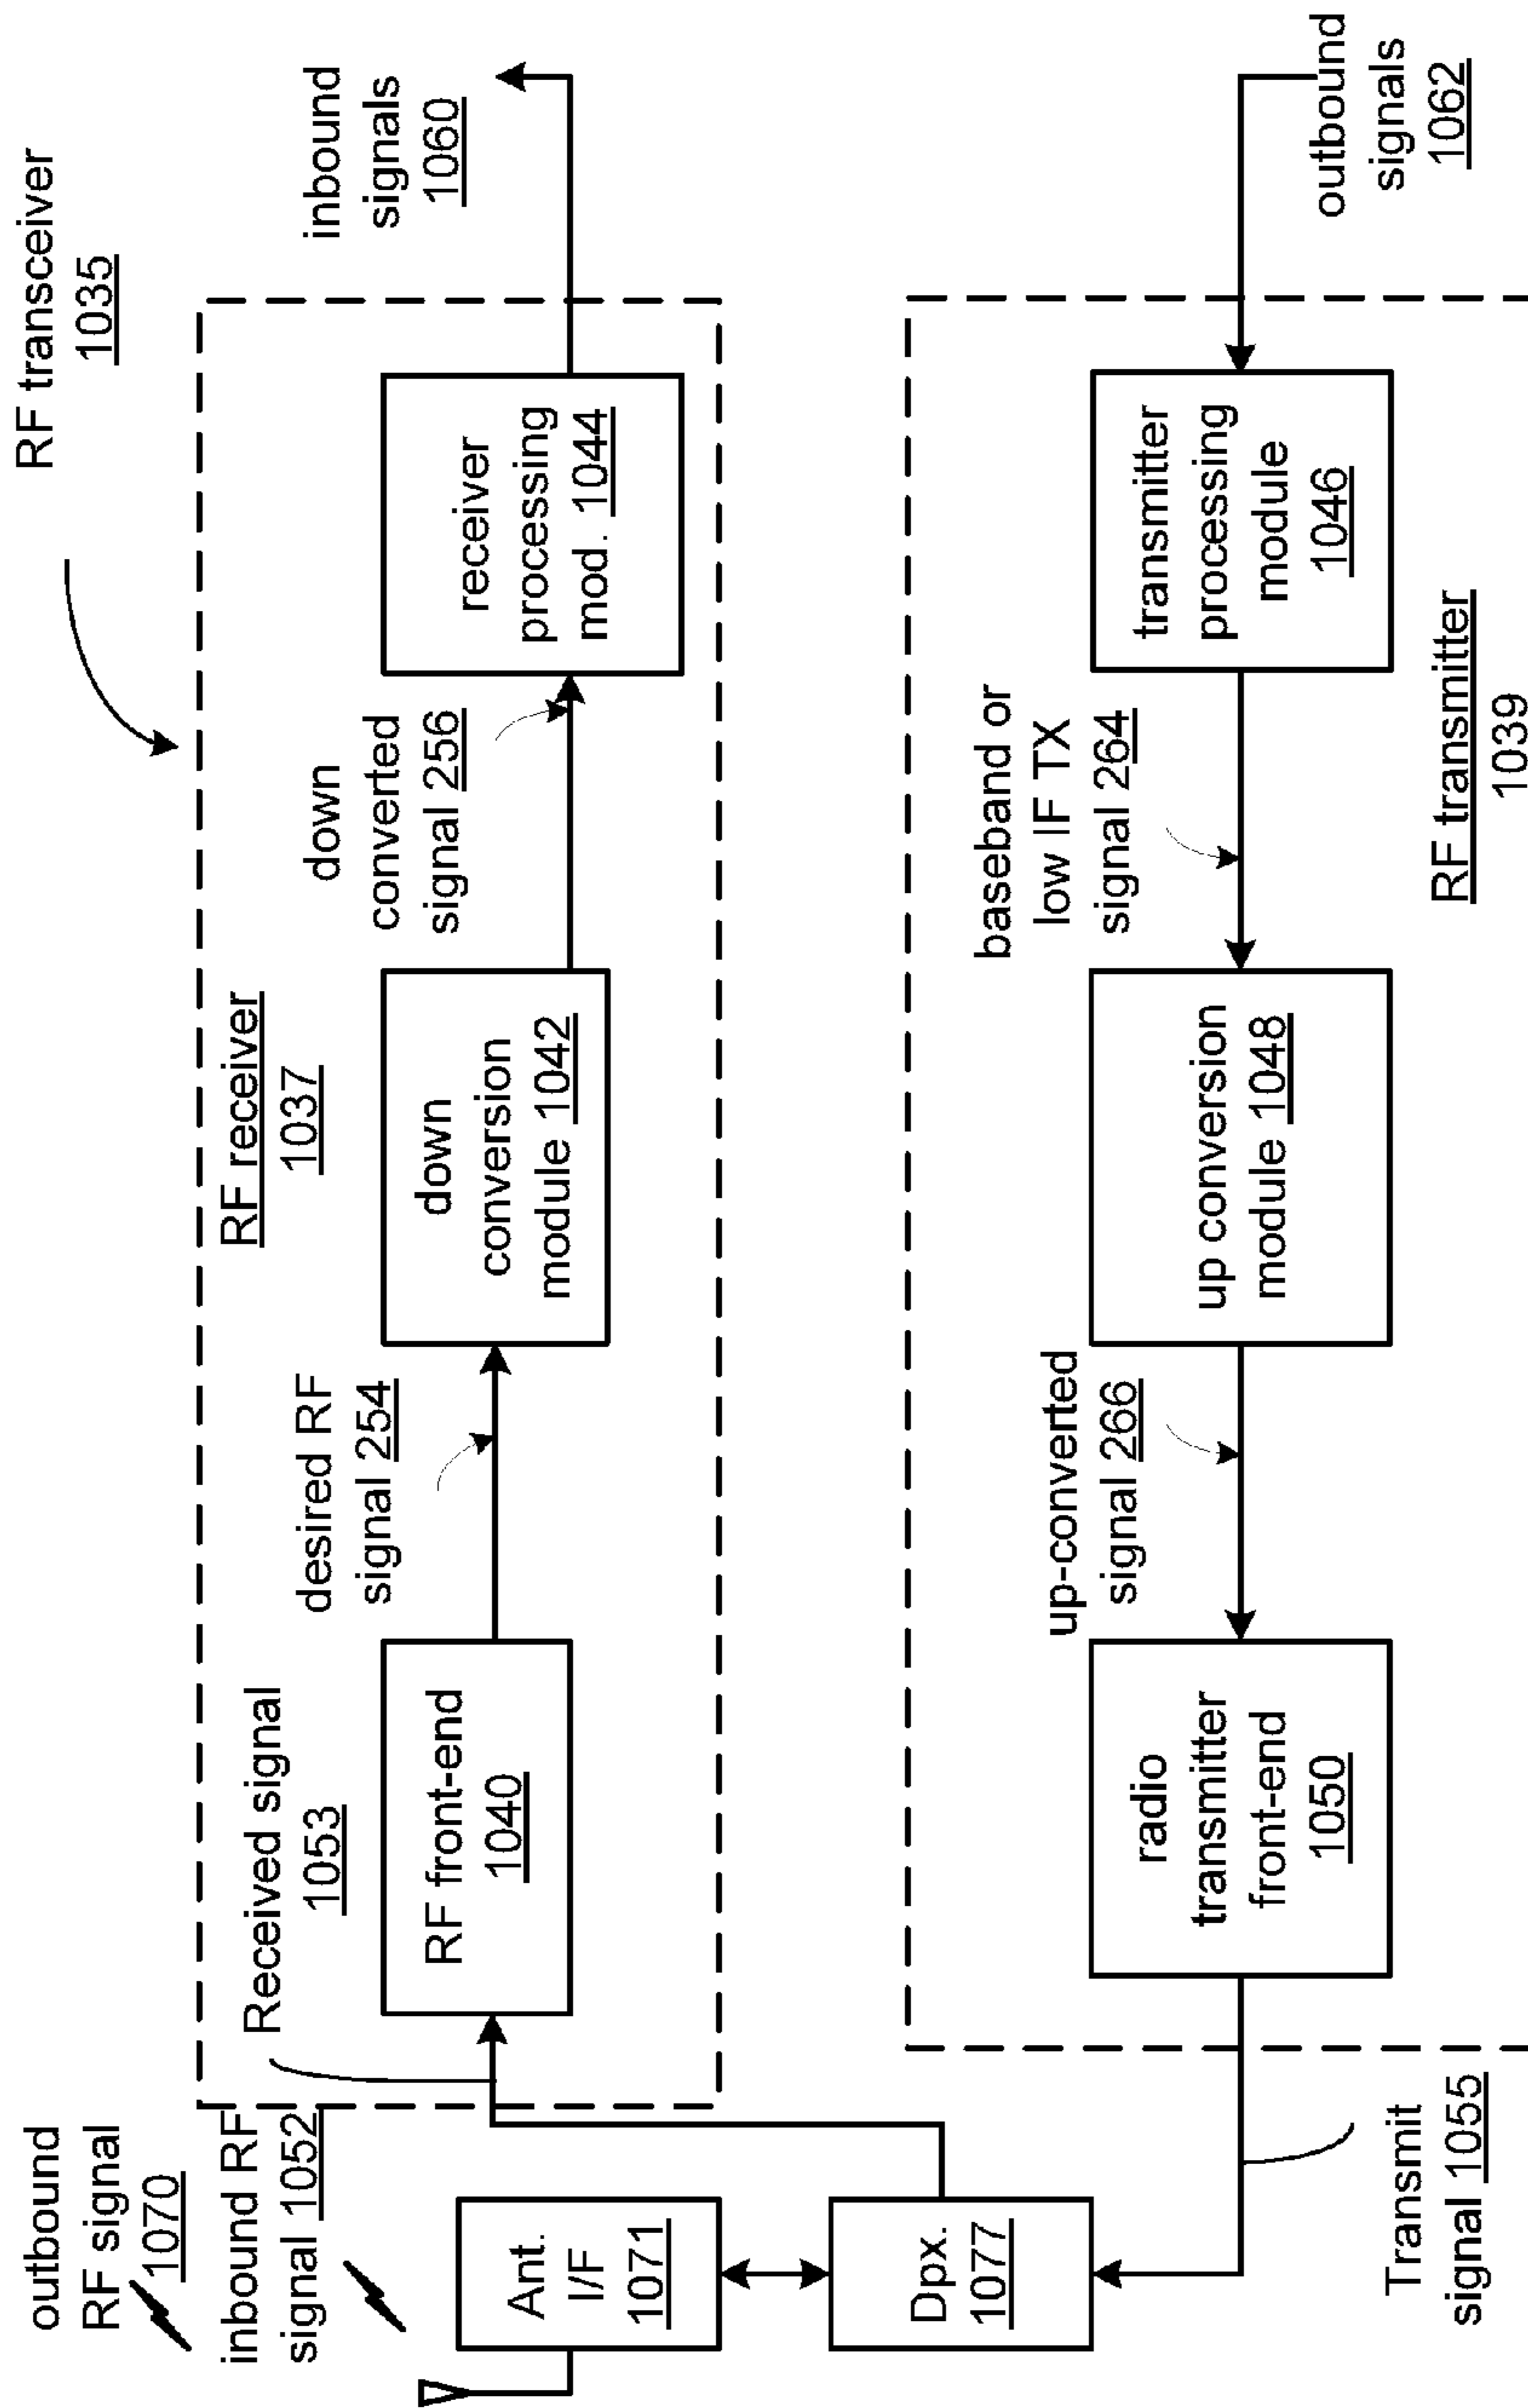 RF transceiver
1035
outbound
RF signal
1070
inbound RF
signal 1052
Ant.
I/F
1071
Dpx.
1077
Received signal
1053
RF front-end
1040
desired RF
signal 254
RF receiver
1037
down
conversion
module 1042
down
converted
signal 256
receiver
processing
mod. 1044
inbound
signals
1060
Transmit
signal 1055
radio
transmitter
front-end
1050
up-converted
signal 266
up conversion
module 1048
baseband or
low IF TX
signal 264
transmitter
processing
module
1046
RF transmitter
1039
outbound
signals
1062